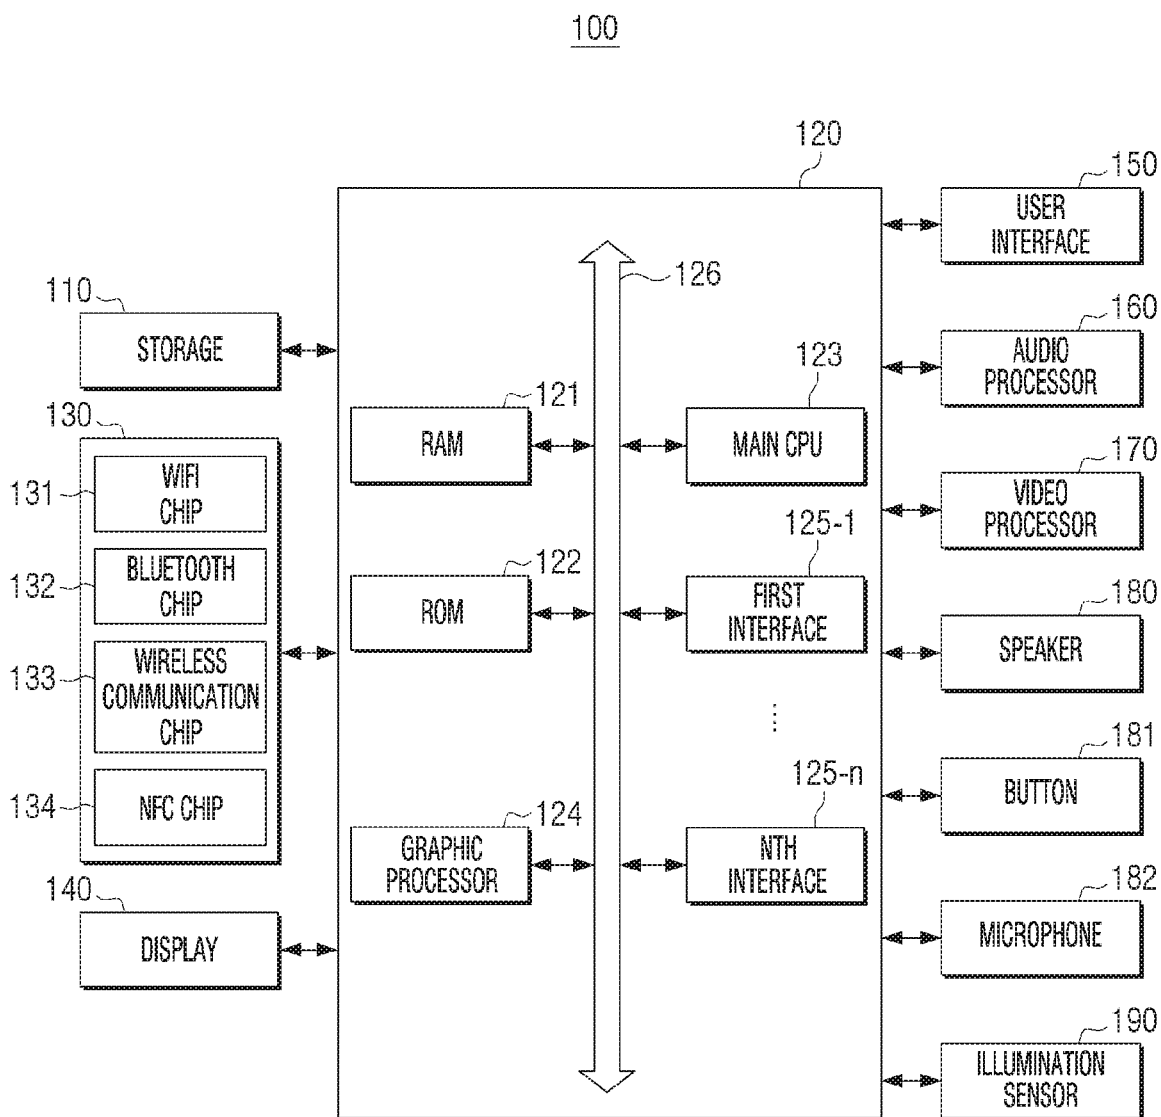 100
120
126
110
STORAGE
130
131
WIFI
CHIP
132
BLUETOOTH
CHIP
133
WIRELESS
COMMUNICATION
CHIP
134
NFC CHIP
140
DISPLAY
121
RAM
122
ROM
124
GRAPHIC
PROCESSOR
123
MAIN CPU
125-1
FIRST
INTERFACE
⋮
125-n
NTH
INTERFACE
150
USER
INTERFACE
160
AUDIO
PROCESSOR
170
VIDEO
PROCESSOR
180
SPEAKER
181
BUTTON
182
MICROPHONE
190
ILLUMINATION
SENSOR